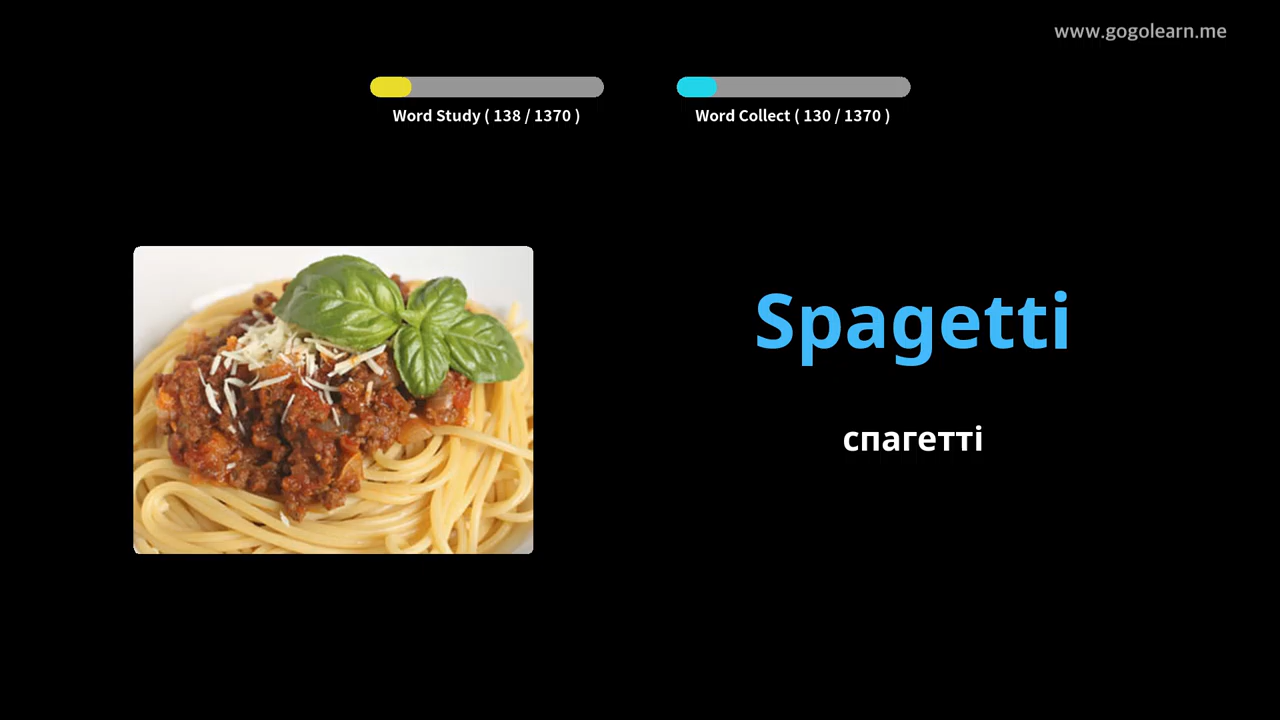 www.gogolearn.me
Word Study ( 138 / 1370 )
Word Collect ( 130 / 1370 )
Spagetti
спагетті